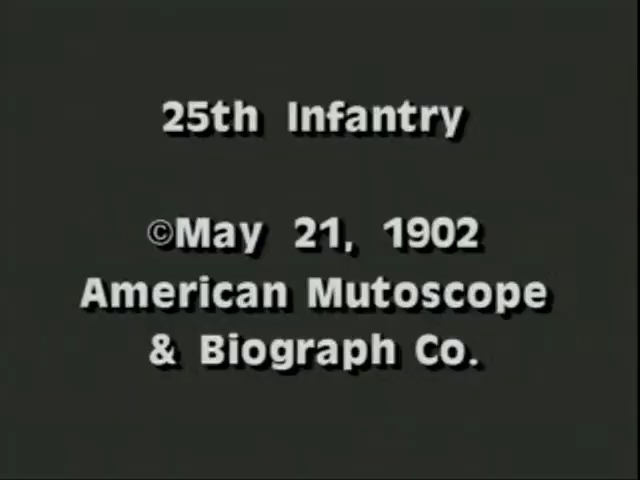 25th Infantry
©May 21, 1902
American Mutoscope
& Biograph Co.